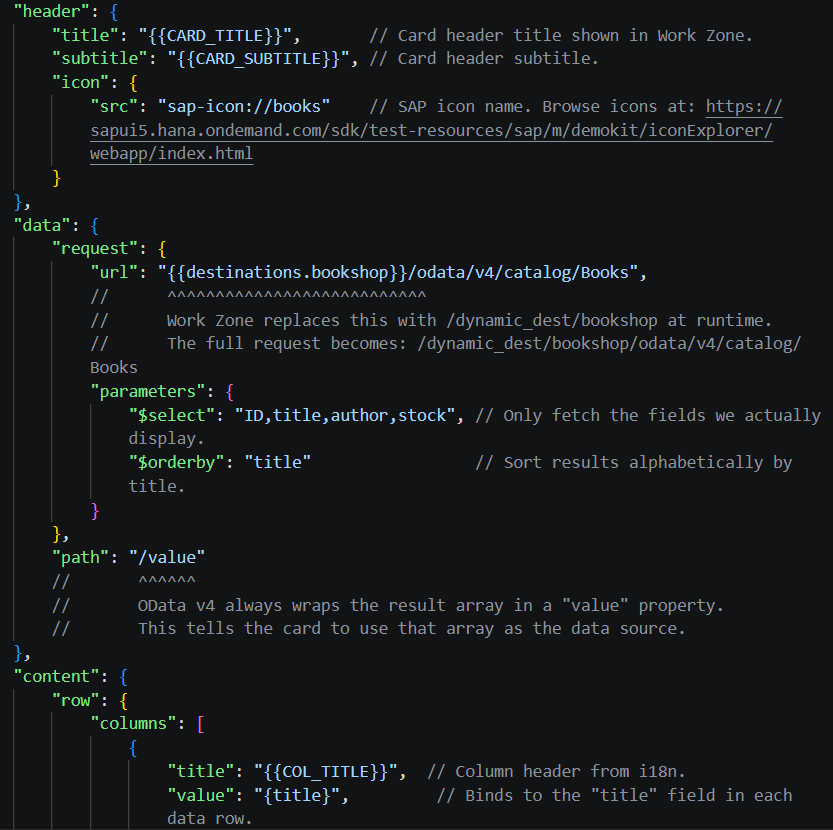 "header": {
"title": "{{CARD_TITLE}}", // Card header title shown in Work Zone.
"subtitle": "{{CARD_SUBTITLE}}", // Card header subtitle.
"icon": {
"src": "sap-icon://books" // SAP icon name. Browse icons at: https://
sapui5.hana.ondemand.com/sdk/test-resources/sap/m/demokit/iconExplorer/
webapp/index.html
}
},
"data": {
"request": {
"url": "{{destinations.bookshop}}/odata/v4/catalog/Books",
// ^^^^^^^^^^^^^^^^^^^^^^^^^^^
// Work Zone replaces this with /dynamic_dest/bookshop at runtime.
// The full request becomes: /dynamic_dest/bookshop/odata/v4/catalog/
Books
"parameters": {
"$select": "ID,title,author,stock", // Only fetch the fields we actually
display.
"$orderby": "title" // Sort results alphabetically by
title.
}
},
"path": "/value"
// ^^^^^^
// OData v4 always wraps the result array in a "value" property.
// This tells the card to use that array as the data source.
},
"content": {
"row": {
"columns": [
{
"title": "{{COL_TITLE}}", // Column header from i18n.
"value": "{title}", // Binds to the "title" field in each
data row.